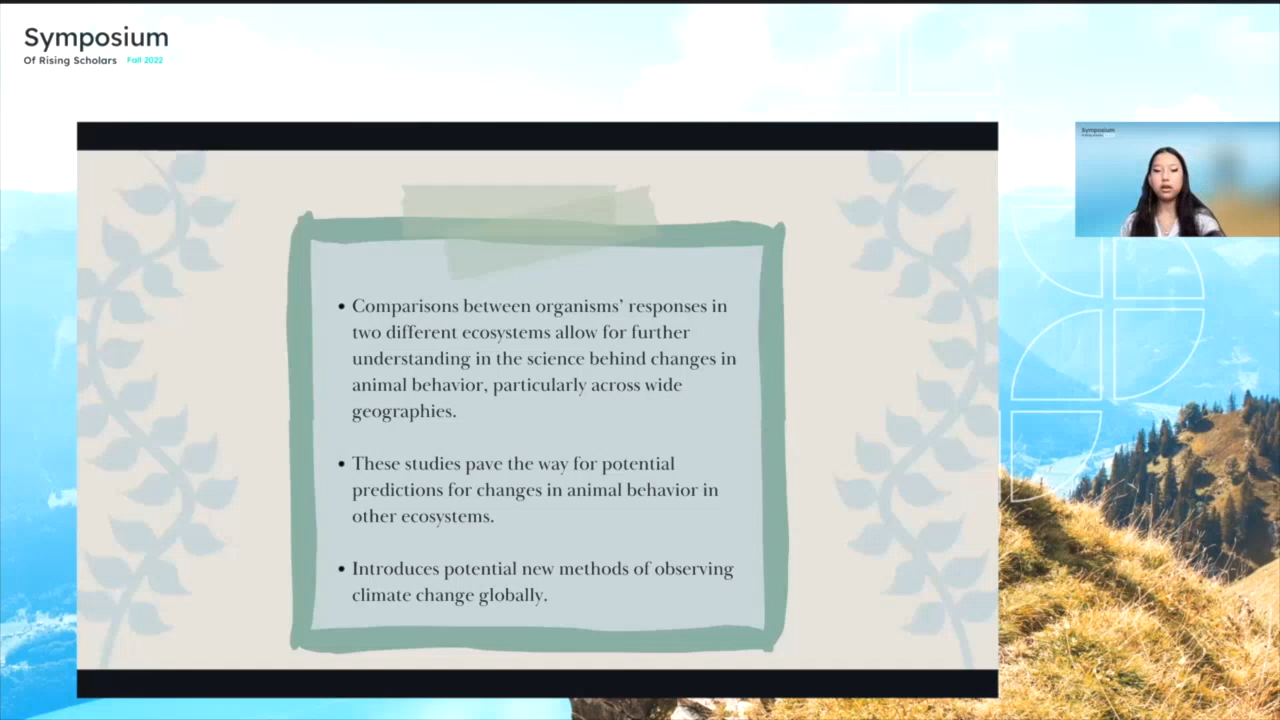 Symposium
Of Rising Scholars Fall 2022
Symposium
• Comparisons between organisms’ responses in
two different ecosystems allow for further
understanding in the science behind changes in
animal behavior, particularly across wide
geographies.
• These studies pave the way for potential
predictions for changes in animal behavior in
other ecosystems.
• Introduces potential new methods of observing
climate change globally.